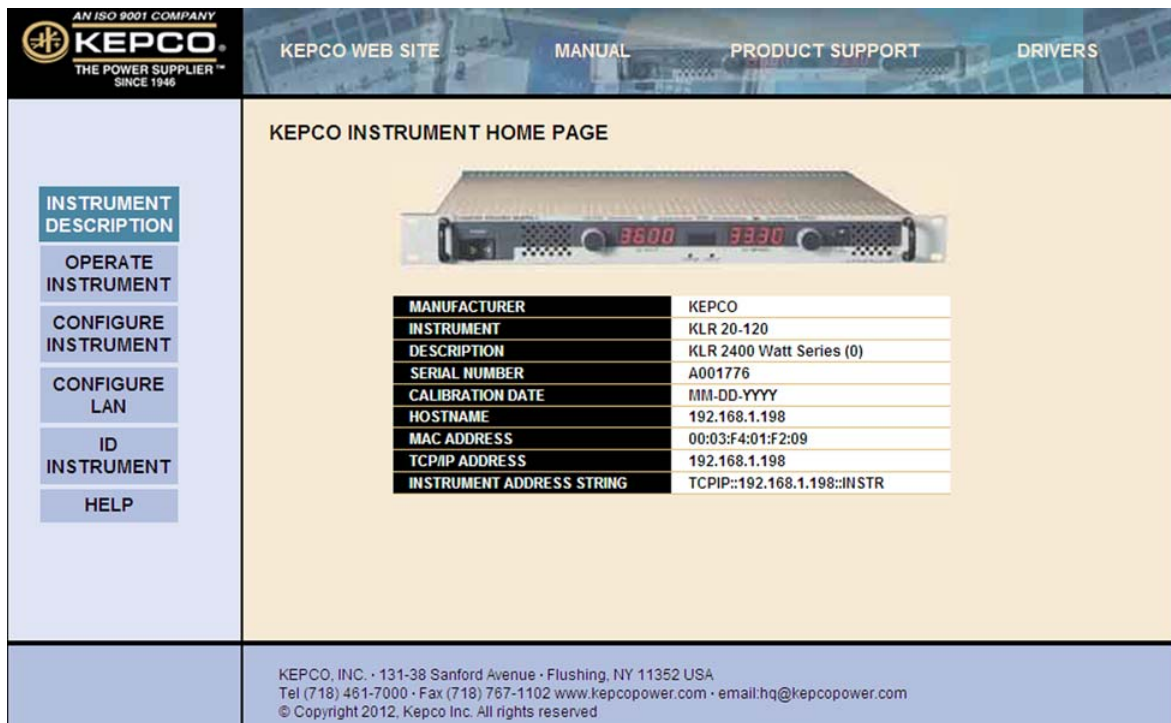 AN ISO 9001 COMPANY
KEPCO®
THE POWER SUPPLIER™
SINCE 1946
KEPCO WEB SITE
MANUAL
PRODUCT SUPPORT
DRIVERS
INSTRUMENT
DESCRIPTION
OPERATE
INSTRUMENT
CONFIGURE
INSTRUMENT
CONFIGURE
LAN
ID
INSTRUMENT
HELP
KEPCO INSTRUMENT HOME PAGE
3600
3330
MANUFACTURER KEPCO
INSTRUMENT KLR 20-120
DESCRIPTION KLR 2400 Watt Series (0)
SERIAL NUMBER A001776
CALIBRATION DATE MM-DD-YYYY
HOSTNAME 192.168.1.198
MAC ADDRESS 00:03:F4:01:F2:09
TCP/IP ADDRESS 192.168.1.198
INSTRUMENT ADDRESS STRING TCPIP::192.168.1.198::INSTR
KEPCO, INC. · 131-38 Sanford Avenue · Flushing, NY 11352 USA
Tel (718) 461-7000 · Fax (718) 767-1102 www.kepcopower.com · email:hq@kepcopower.com
© Copyright 2012, Kepco Inc. All rights reserved